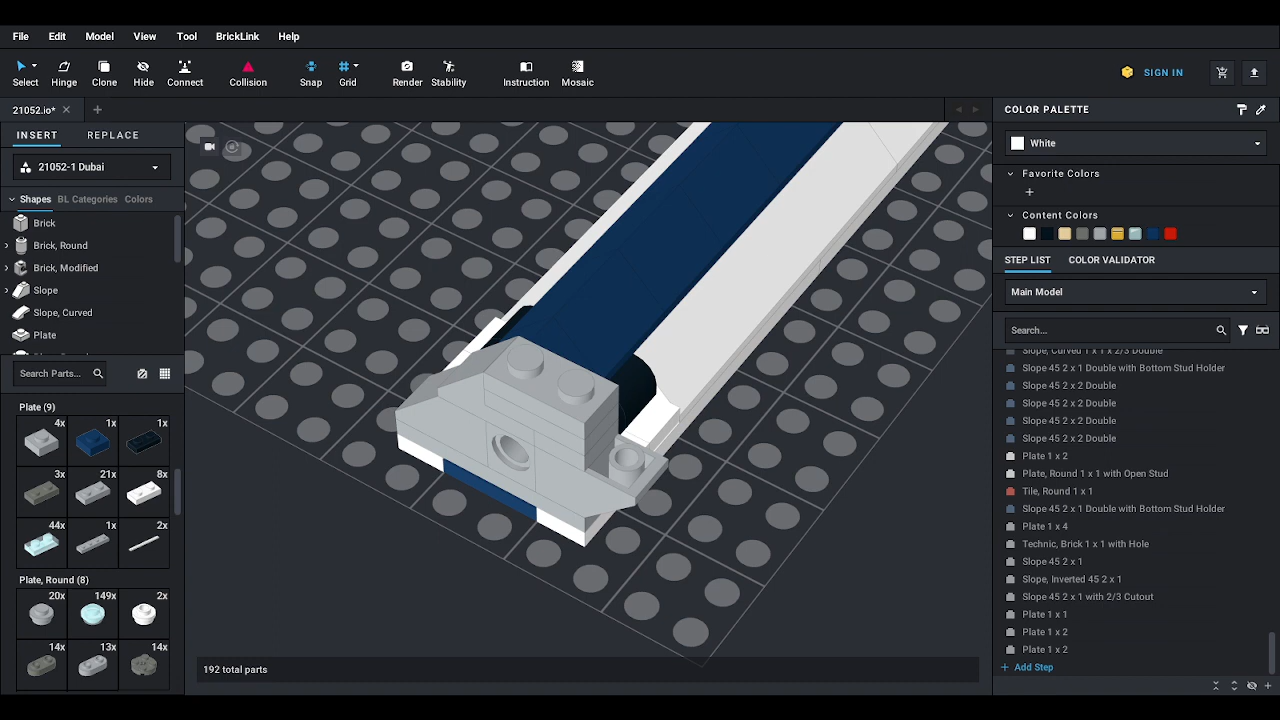 File Edit Model View Tool BrickLink Help
Select Hinge Clone Hide Connect Collision Snap Grid Render Stability Instruction Mosaic SIGN IN
21052.io*
INSERT REPLACE
21052-1 Dubai
Shapes BL Categories Colors
Brick
Brick, Round
Brick, Modified
Slope
Slope, Curved
Plate
Search Parts...
Plate (9)
4x 1x 1x
3x 21x 8x
44x 1x 2x
Plate, Round (8)
20x 149x 2x
14x 13x 14x
192 total parts
COLOR PALETTE
White
Favorite Colors
+
Content Colors
STEP LIST COLOR VALIDATOR
Main Model
Search...
Slope, Curved 1 x 1 x 2/3 Double
Slope 45 2 x 1 Double with Bottom Stud Holder
Slope 45 2 x 2 Double
Slope 45 2 x 2 Double
Slope 45 2 x 2 Double
Slope 45 2 x 2 Double
Plate 1 x 2
Plate, Round 1 x 1 with Open Stud
Tile, Round 1 x 1
Slope 45 2 x 1 Double with Bottom Stud Holder
Plate 1 x 4
Technic, Brick 1 x 1 with Hole
Slope 45 2 x 1
Slope, Inverted 45 2 x 1
Slope 45 2 x 1 with 2/3 Cutout
Plate 1 x 1
Plate 1 x 2
Plate 1 x 2
+ Add Step